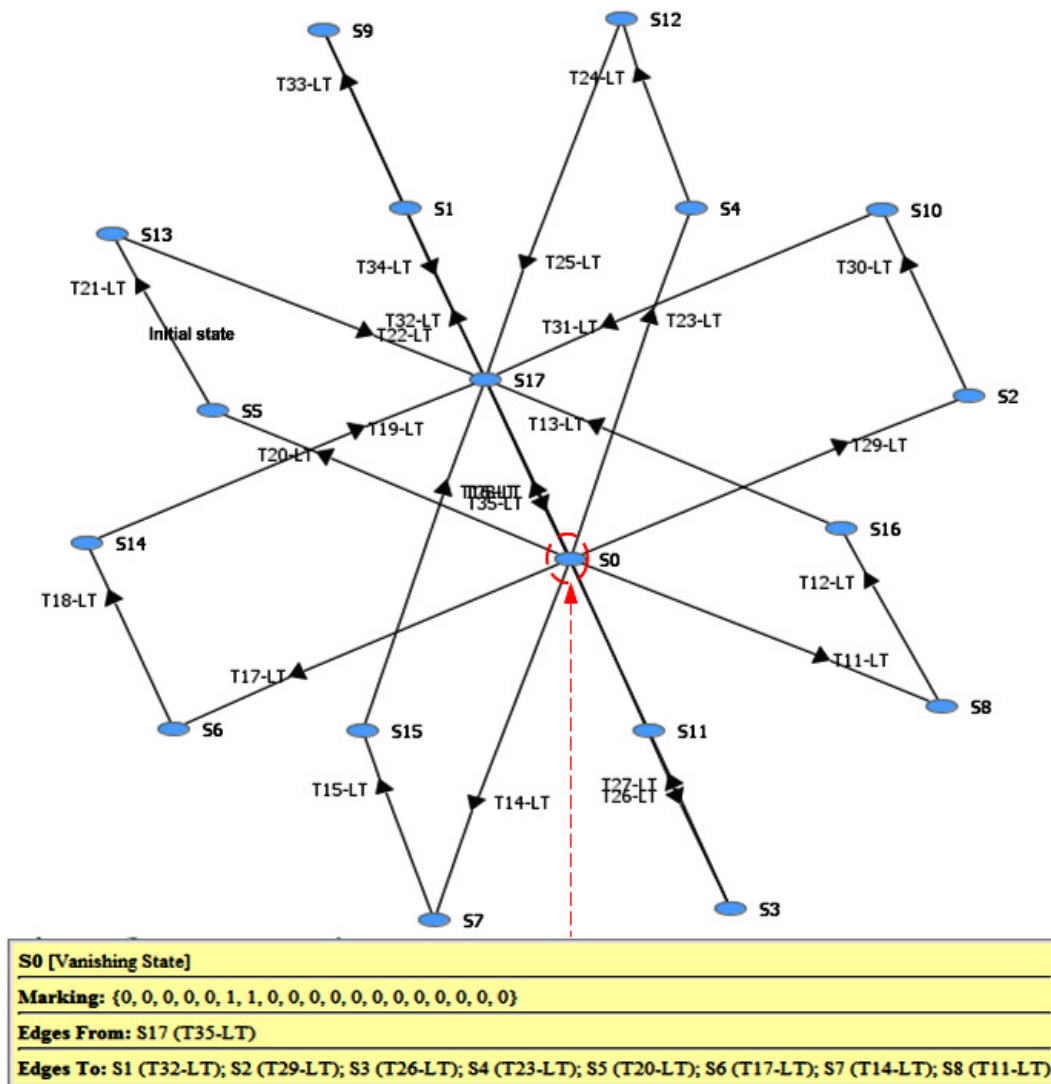 S12
S9
T24-LT
T33-LT
S1
S4
S10
S13
T34-LT
T25-LT
T30-LT
T21-LT
T32-LT
T23-LT
T31-LT
Initial state
T22-LT
S17
S2
S5
T13-LT
T19-LT
T29-LT
T20-LT
T35-LT
S16
S14
S0
T12-LT
T18-LT
T11-LT
T17-LT
S8
S6
S15
S11
T27-LT
T15-LT
T26-LT
T14-LT
S3
S7
S0 [Vanishing State]
Marking: {0, 0, 0, 0, 0, 1, 1, 0, 0, 0, 0, 0, 0, 0, 0, 0, 0, 0, 0}
Edges From: S17 (T35-LT)
Edges To: S1 (T32-LT); S2 (T29-LT); S3 (T26-LT); S4 (T23-LT); S5 (T20-LT); S6 (T17-LT); S7 (T14-LT); S8 (T11-LT)